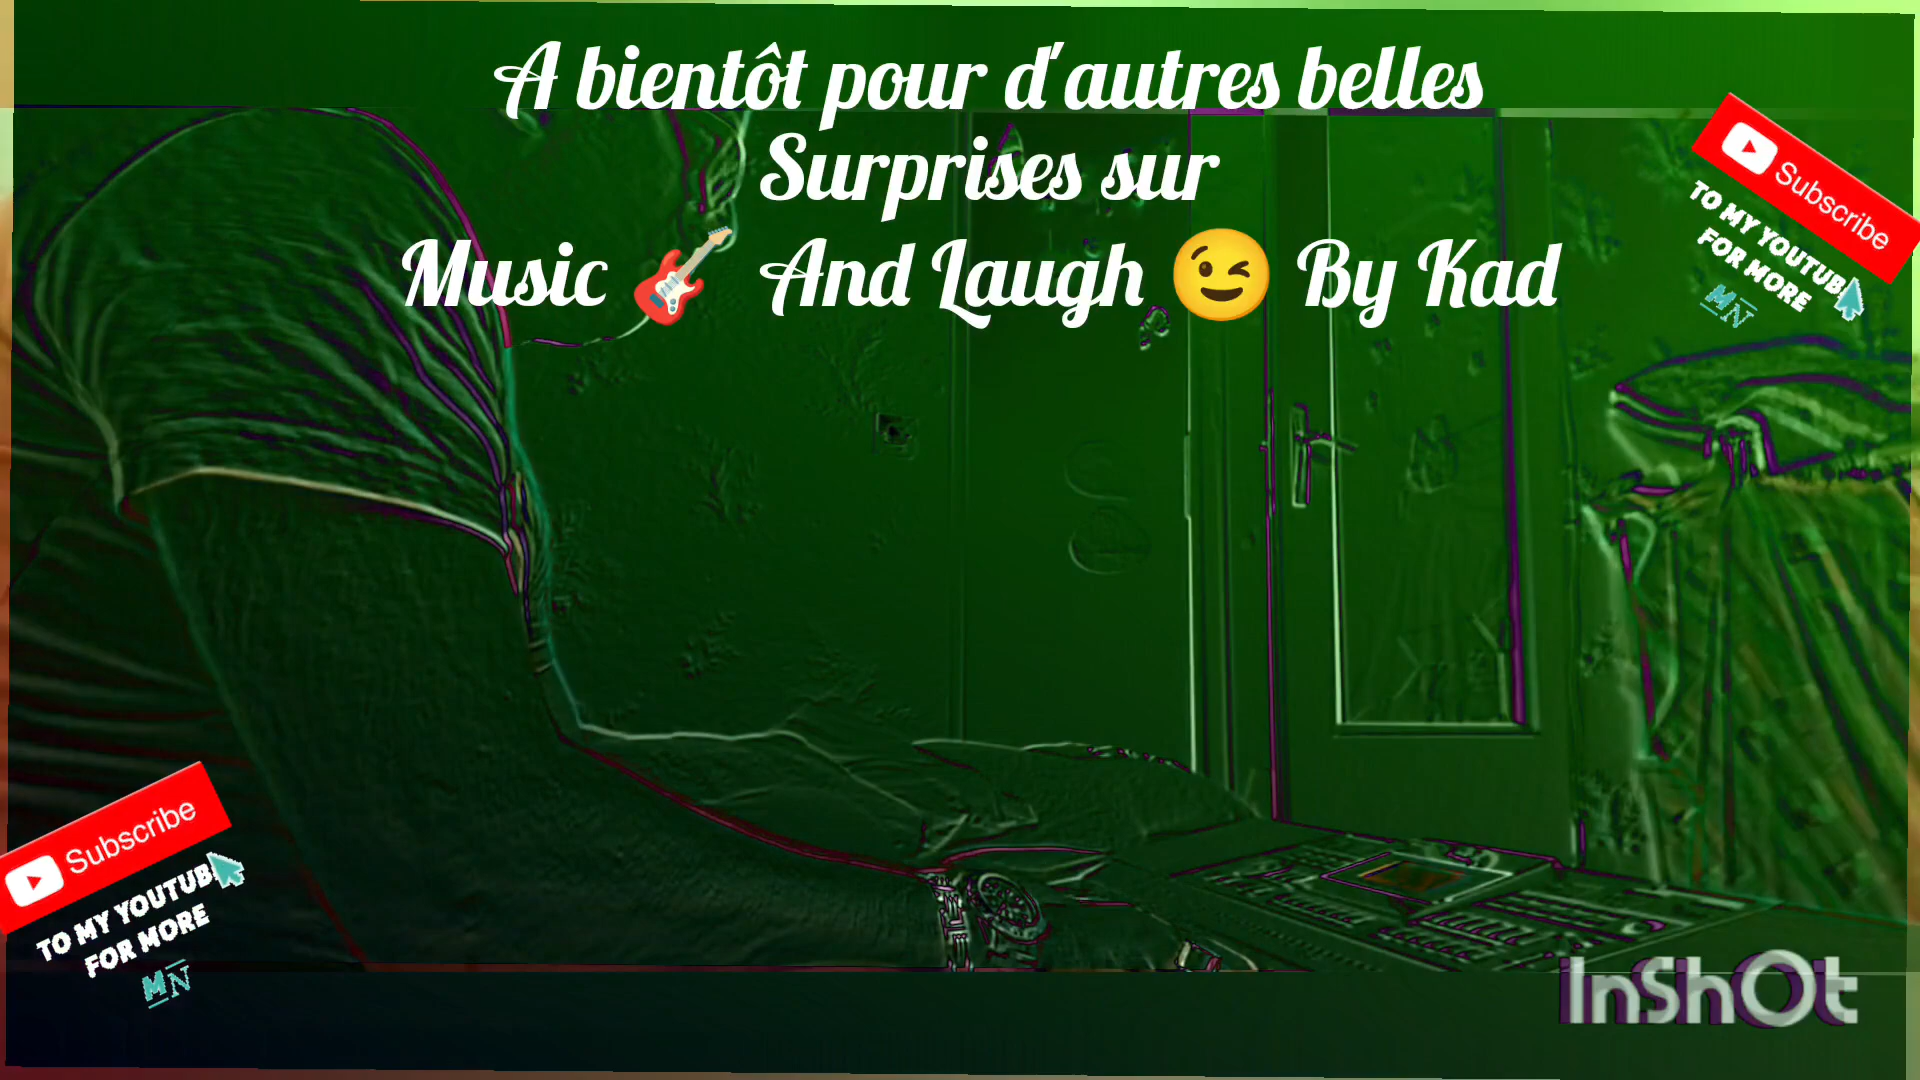 A bientôt pour d'autres belles
Surprises sur
Music 🎸 And Laugh 😉 By Kad
Subscribe
TO MY YOUTUB
FOR MORE
MN
Subscribe
TO MY YOUTUB
FOR MORE
MN
InShOt